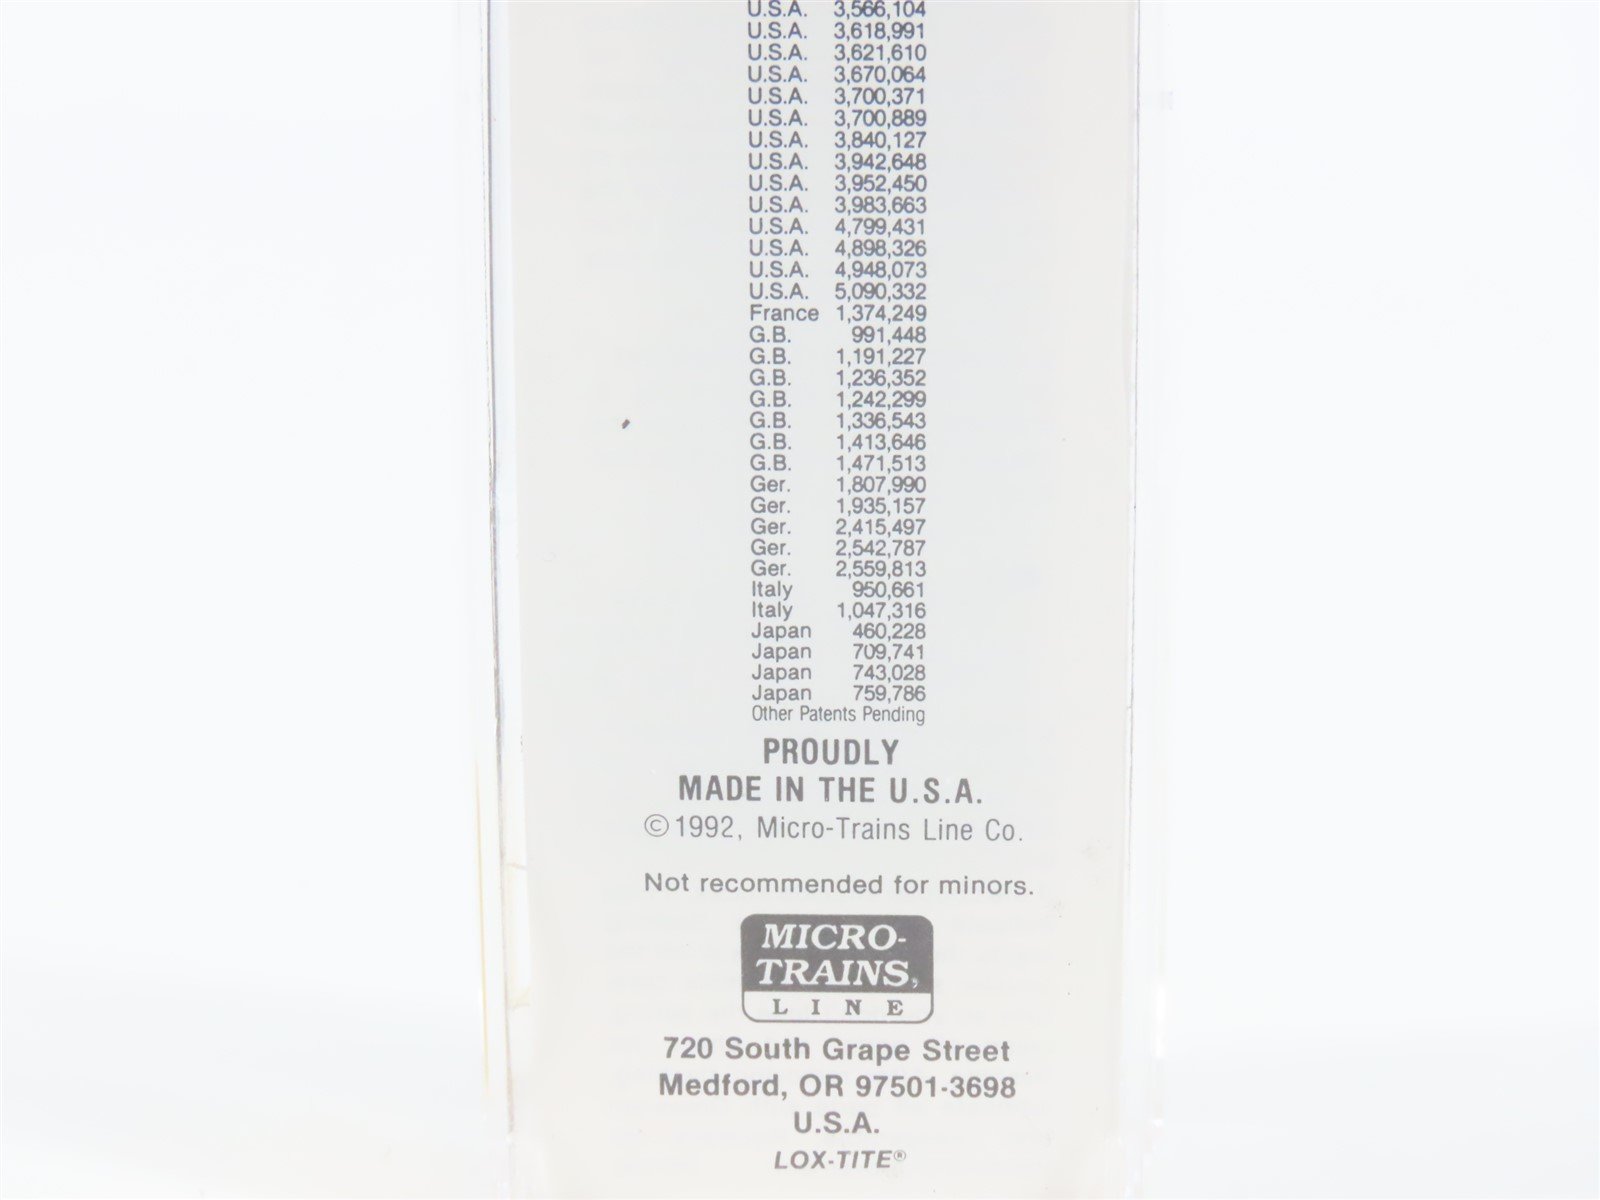 U.S.A. 3,566,104
U.S.A. 3,618,991
U.S.A. 3,621,610
U.S.A. 3,670,064
U.S.A. 3,700,371
U.S.A. 3,700,889
U.S.A. 3,840,127
U.S.A. 3,942,648
U.S.A. 3,952,450
U.S.A. 3,983,663
U.S.A. 4,799,431
U.S.A. 4,898,326
U.S.A. 4,948,073
U.S.A. 5,090,332
France 1,374,249
G.B. 991,448
G.B. 1,191,227
G.B. 1,236,352
G.B. 1,242,299
G.B. 1,336,543
G.B. 1,413,646
G.B. 1,471,513
Ger. 1,807,990
Ger. 1,935,157
Ger. 2,415,497
Ger. 2,542,787
Ger. 2,559,813
Italy 950,661
Italy 1,047,316
Japan 460,228
Japan 709,741
Japan 743,028
Japan 759,786
Other Patents Pending
PROUDLY
MADE IN THE U.S.A.
©1992, Micro-Trains Line Co.
Not recommended for minors.
MICRO-
TRAINS®
LINE
720 South Grape Street
Medford, OR 97501-3698
U.S.A.
LOX-TITE®